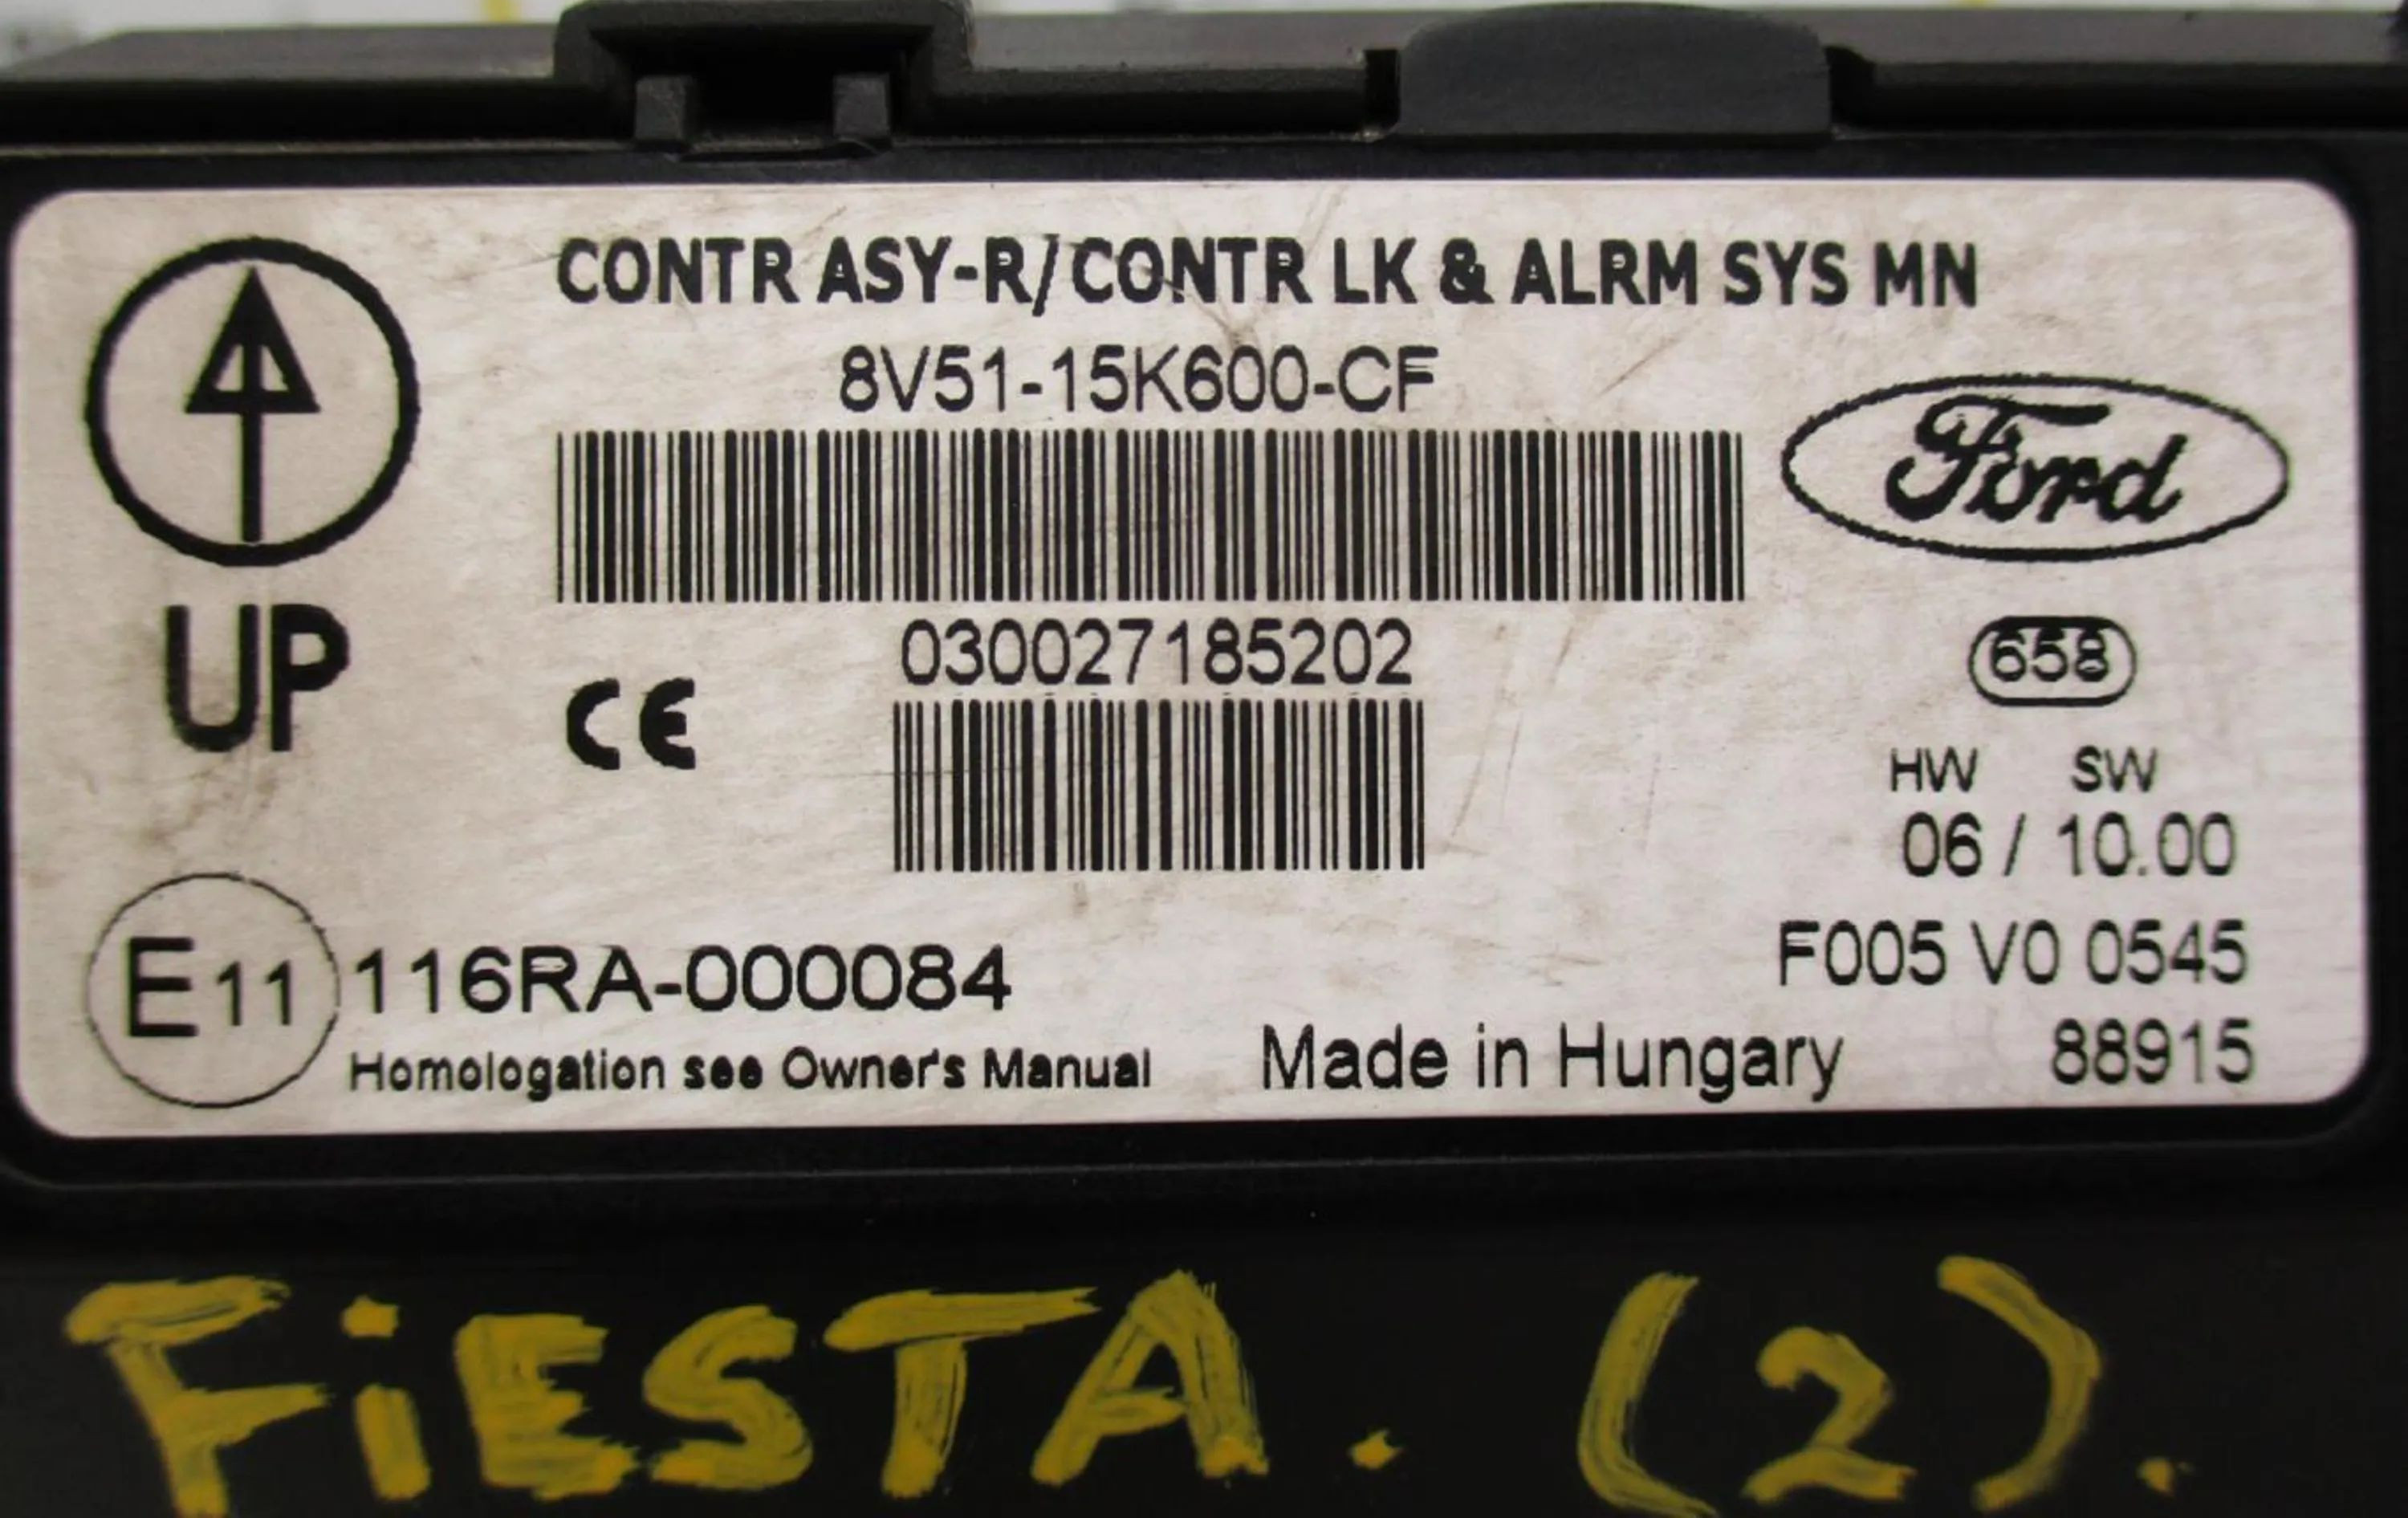 CONTR ASY-R/CONTR LK & ALRM SYS MN
8V51-15K600-CF
Ford
UP
030027185202
CE
658
HW SW
06 / 10.00
E11 116RA-000084
F005 V0 0545
Homologation see Owner's Manual
Made in Hungary
88915
FiESTA. (2).